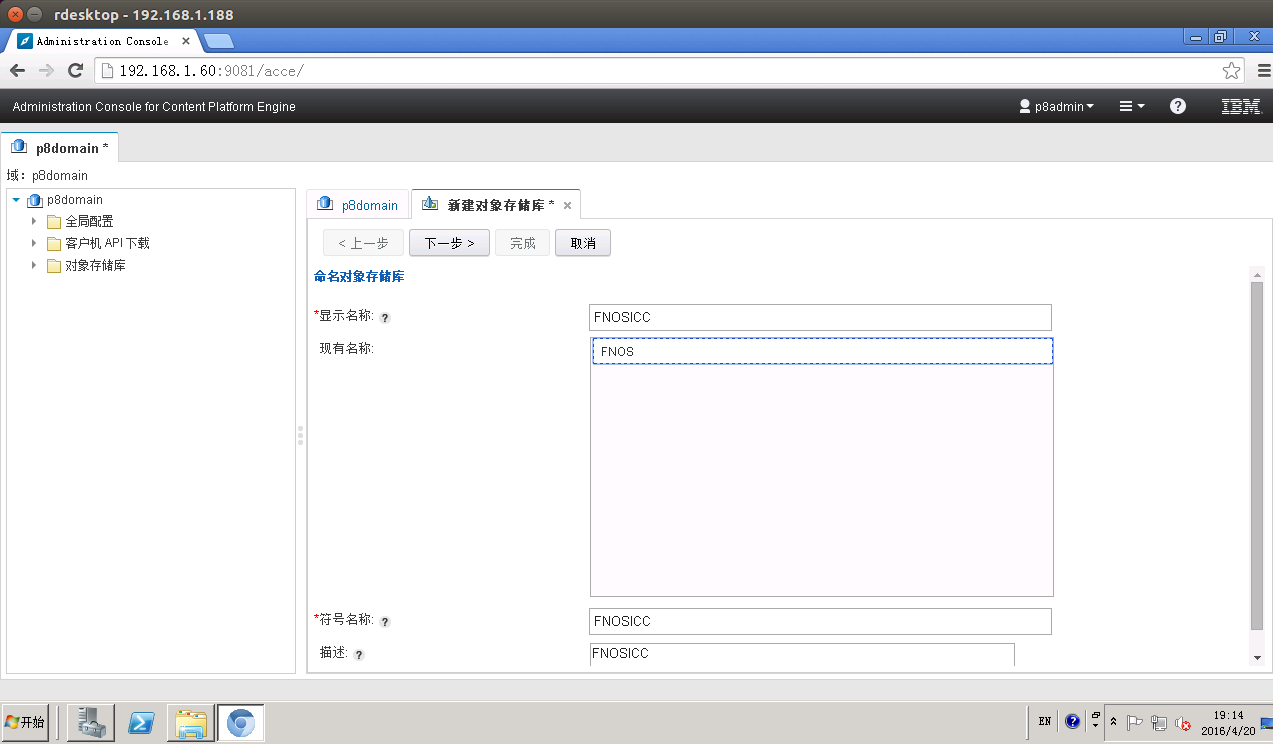 rdesktop - 192.168.1.188
Administration Console
192.168.1.60:9081/acce/
Administration Console for Content Platform Engine
p8admin
IBM
p8domain *
域: p8domain
p8domain
全局配置
客户机 API 下载
对象存储库
p8domain
新建对象存储库 *
< 上一步
下一步 >
完成
取消
命名对象存储库
*显示名称: ?
FNOSICC
现有名称:
FNOS
*符号名称: ?
FNOSICC
描述: ?
FNOSICC
开始
EN
19:14
2016/4/20